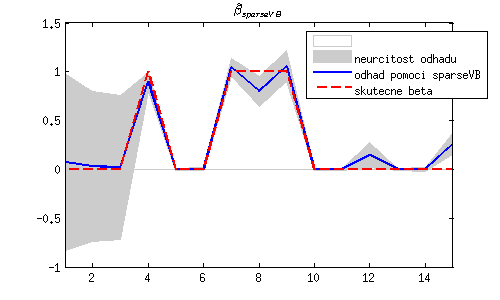 β̂sparseVB
neurcitost odhadu
odhad pomoci sparseVB
skutecne beta
1.5
1
0.5
0
−0.5
−1
2 4 6 8 10 12 14